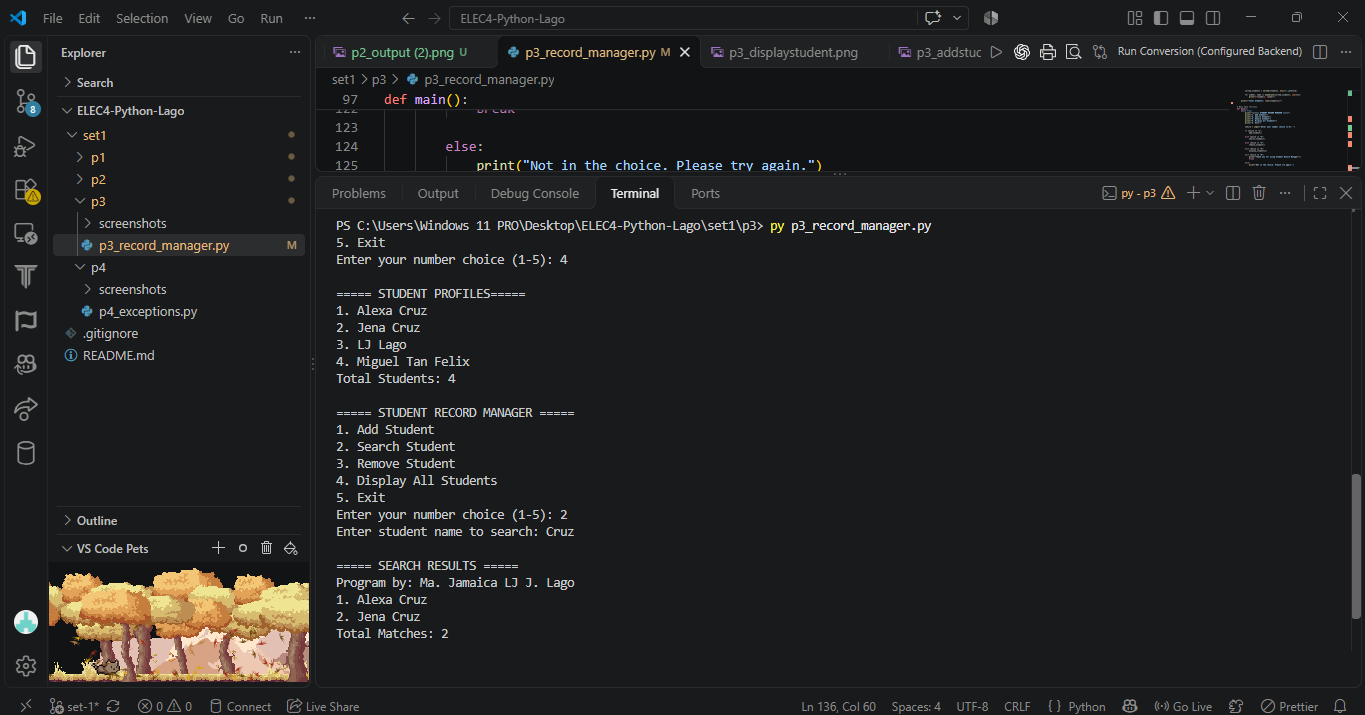 File Edit Selection View Go Run ··· ELEC4-Python-Lago
Explorer ···
Search
ELEC4-Python-Lago
set1
p1
p2
p3
screenshots
p3_record_manager.py M
p4
screenshots
p4_exceptions.py
.gitignore
README.md
8
Outline
VS Code Pets
p2_output (2).png U p3_record_manager.py M p3_displaystudent.png p3_addstuc Run Conversion (Configured Backend) ···
set1 > p3 > p3_record_manager.py
97 def main():
122 break
123
124 else:
125 print("Not in the choice. Please try again.")
Problems Output Debug Console Terminal Ports py - p3
PS C:\Users\Windows 11 PRO\Desktop\ELEC4-Python-Lago\set1\p3> py p3_record_manager.py
5. Exit
Enter your number choice (1-5): 4
===== STUDENT PROFILES=====
1. Alexa Cruz
2. Jena Cruz
3. LJ Lago
4. Miguel Tan Felix
Total Students: 4
===== STUDENT RECORD MANAGER =====
1. Add Student
2. Search Student
3. Remove Student
4. Display All Students
5. Exit
Enter your number choice (1-5): 2
Enter student name to search: Cruz
===== SEARCH RESULTS =====
Program by: Ma. Jamaica LJ J. Lago
1. Alexa Cruz
2. Jena Cruz
Total Matches: 2
set-1* 0 0 Connect Live Share Ln 136, Col 60 Spaces: 4 UTF-8 CRLF { } Python Go Live Prettier